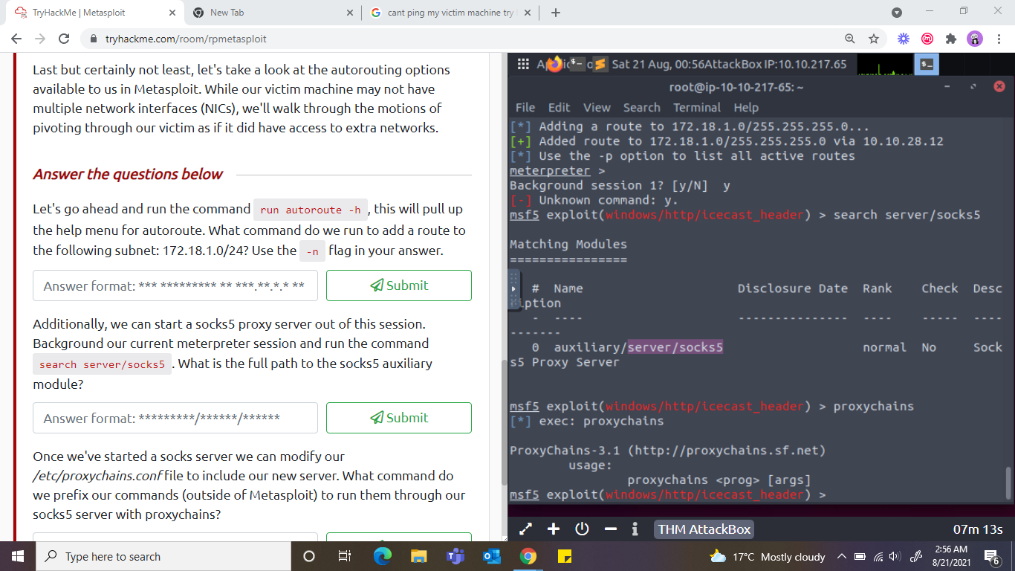 TryHackMe | Metasploit
New Tab
cant ping my victim machine try
tryhackme.com/room/rpmetasploit
Last but certainly not least, let's take a look at the autorouting options
available to us in Metasploit. While our victim machine may not have
multiple network interfaces (NICs), we'll walk through the motions of
pivoting through our victim as if it did have access to extra networks.
Answer the questions below
Let's go ahead and run the command run autoroute -h , this will pull up
the help menu for autoroute. What command do we run to add a route to
the following subnet: 172.18.1.0/24? Use the -n flag in your answer.
Answer format: *** ********* ** ***.**.*.* **
Submit
Additionally, we can start a socks5 proxy server out of this session.
Background our current meterpreter session and run the command
search server/socks5 . What is the full path to the socks5 auxiliary
module?
Answer format: *********/******/******
Submit
Once we've started a socks server we can modify our
/etc/proxychains.conf file to include our new server. What command do
we prefix our commands (outside of Metasploit) to run them through our
socks5 server with proxychains?
Sat 21 Aug, 00:56 AttackBox IP:10.10.217.65
root@ip-10-10-217-65: ~
File Edit View Search Terminal Help
[*] Adding a route to 172.18.1.0/255.255.255.0...
[+] Added route to 172.18.1.0/255.255.255.0 via 10.10.28.12
[*] Use the -p option to list all active routes
meterpreter >
Background session 1? [y/N]  y
[-] Unknown command: y.
msf5 exploit(windows/http/icecast_header) > search server/socks5
Matching Modules
================
# Name Disclosure Date Rank Check Desc
iption
- ---- --------------- ---- ----- ----
-------
0 auxiliary/server/socks5 normal No Sock
s5 Proxy Server
msf5 exploit(windows/http/icecast_header) > proxychains
[*] exec: proxychains
ProxyChains-3.1 (http://proxychains.sf.net)
usage:
proxychains <prog> [args]
msf5 exploit(windows/http/icecast_header) >
THM AttackBox
07m 13s
Type here to search
17°C Mostly cloudy
2:56 AM
8/21/2021
6